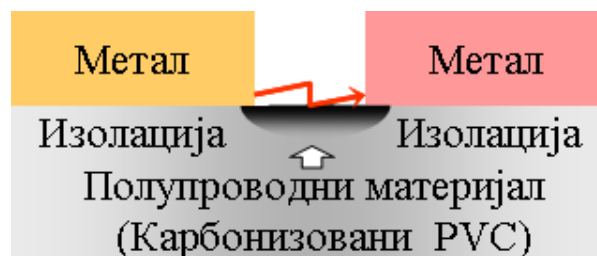 Метал Метал
Изолација Изолација
Полупроводни материјал
(Карбонизовани PVC)